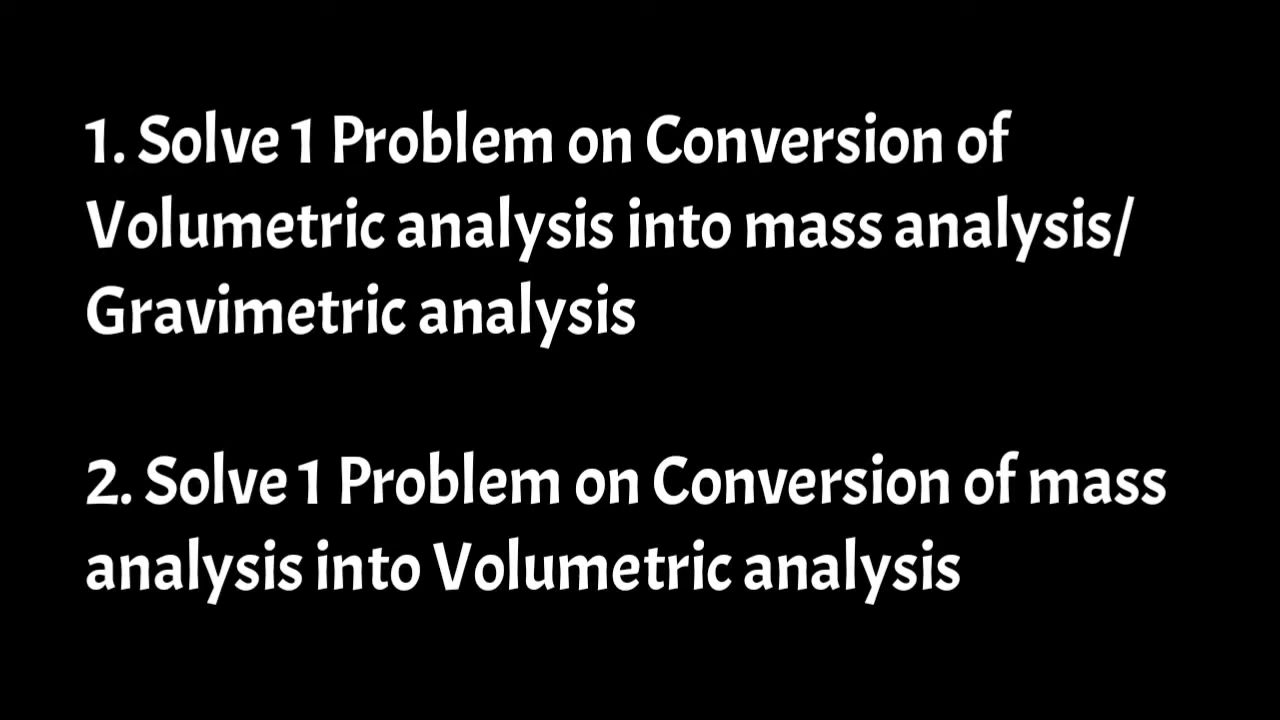 1. Solve 1 Problem on Conversion of
Volumetric analysis into mass analysis/
Gravimetric analysis
2. Solve 1 Problem on Conversion of mass
analysis into Volumetric analysis